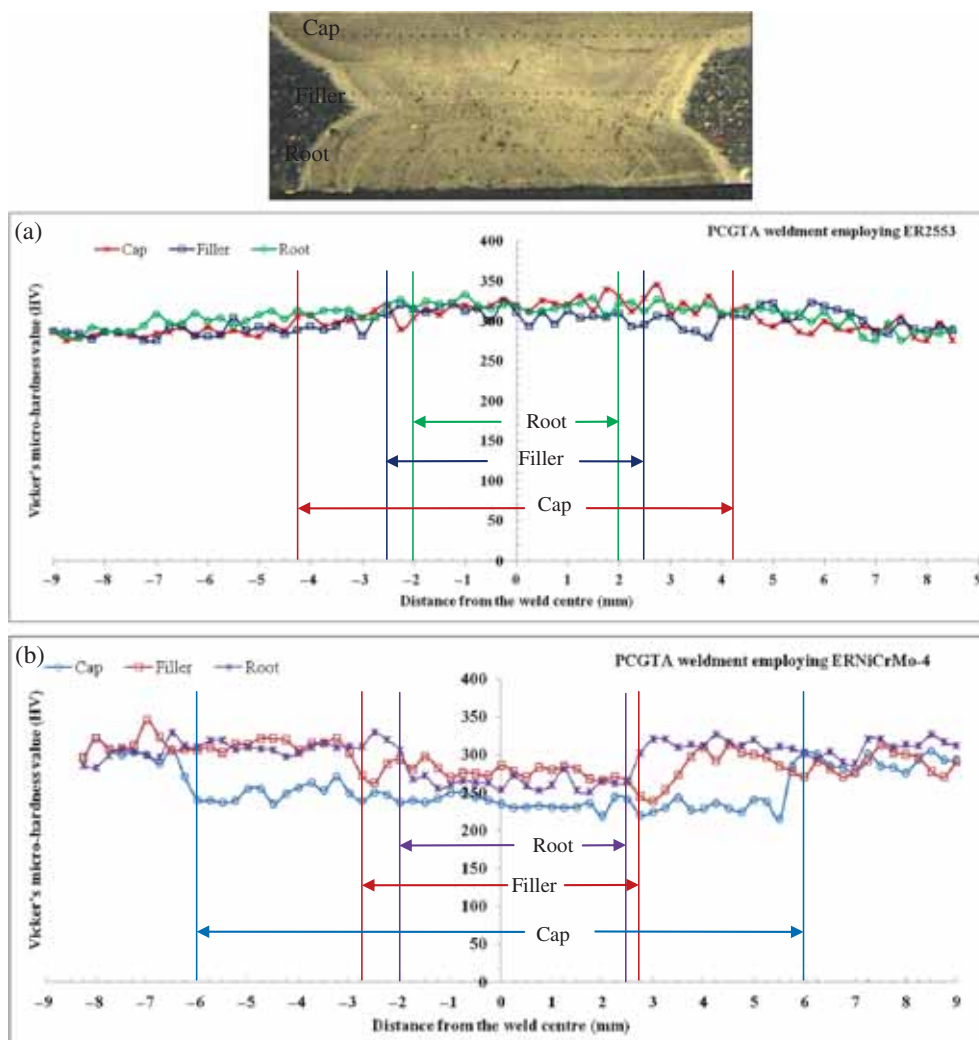 Cap
Filler
Root
(a)
PCGTA weldment employing ER2553
Cap Filler Root
Vicker's micro-hardness value (HV)
400
350
300
250
200
150
100
50
0
Root
Filler
Cap
−9 −8 −7 −6 −5 −4 −3 −2 −1 0 1 2 3 4 5 6 7 8 9
Distance from the weld centre (mm)
(b)
PCGTA weldment employing ERNiCrMo-4
Cap Filler Root
Vicker's micro-hardness value (HV)
400
350
300
250
200
150
100
50
0
Root
Filler
Cap
−9 −8 −7 −6 −5 −4 −3 −2 −1 0 1 2 3 4 5 6 7 8 9
Distance from the weld centre (mm)